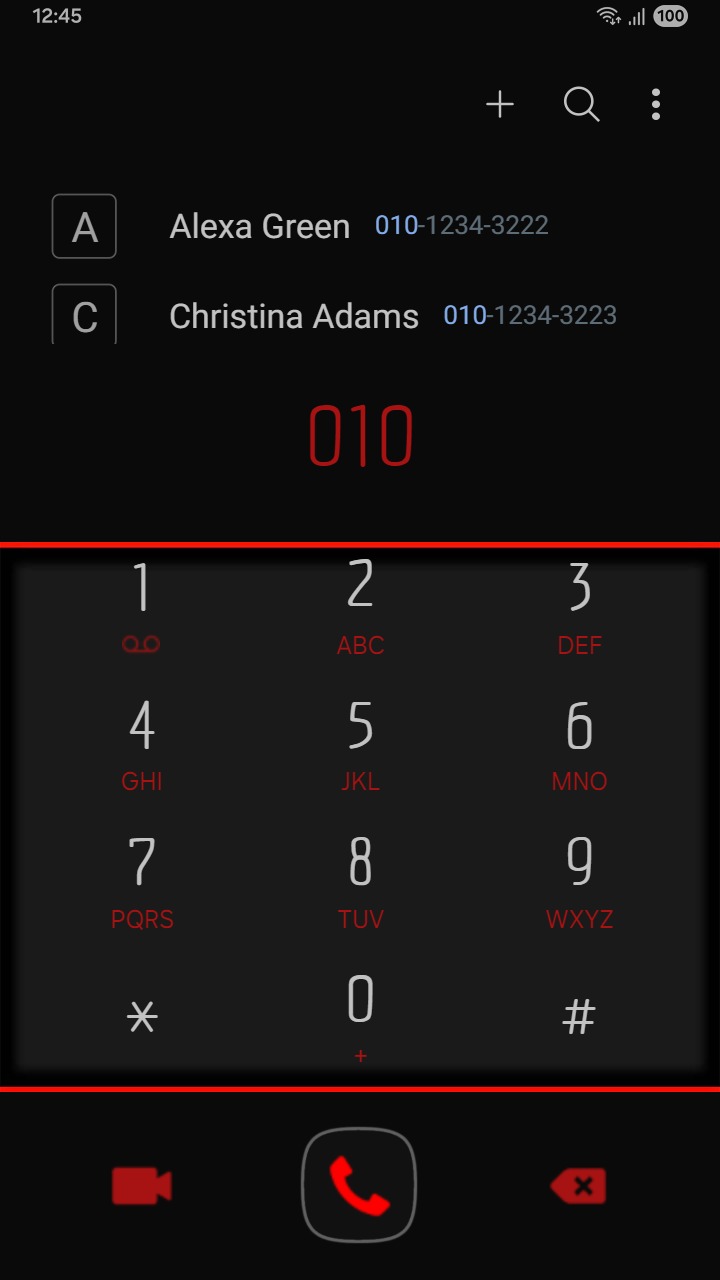 12:45 100
A Alexa Green 010-1234-3222
C Christina Adams 010-1234-3223
010
1 2 3
ABC DEF
4 5 6
GHI JKL MNO
7 8 9
PQRS TUV WXYZ
* 0 #
+